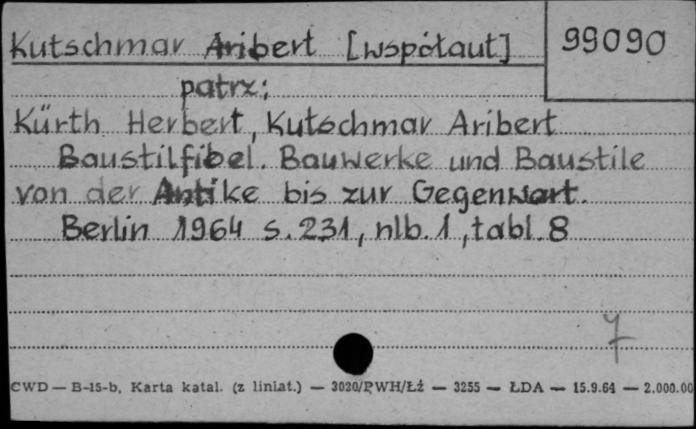 Kutschmar Aribert [współaut]
99090
patrz:
Kürth Herbert, Kutschmar Aribert
Baustilfibel. Bauwerke und Baustile
von der Antike bis zur Gegenwart.
Berlin 1964 s. 231, nlb. 1, tabl. 8
7
CWD — B-15-b, Karta katal. (z liniat.) — 3020/PWH/Łź — 3255 — ŁDA — 15.9.64 — 2.000.00